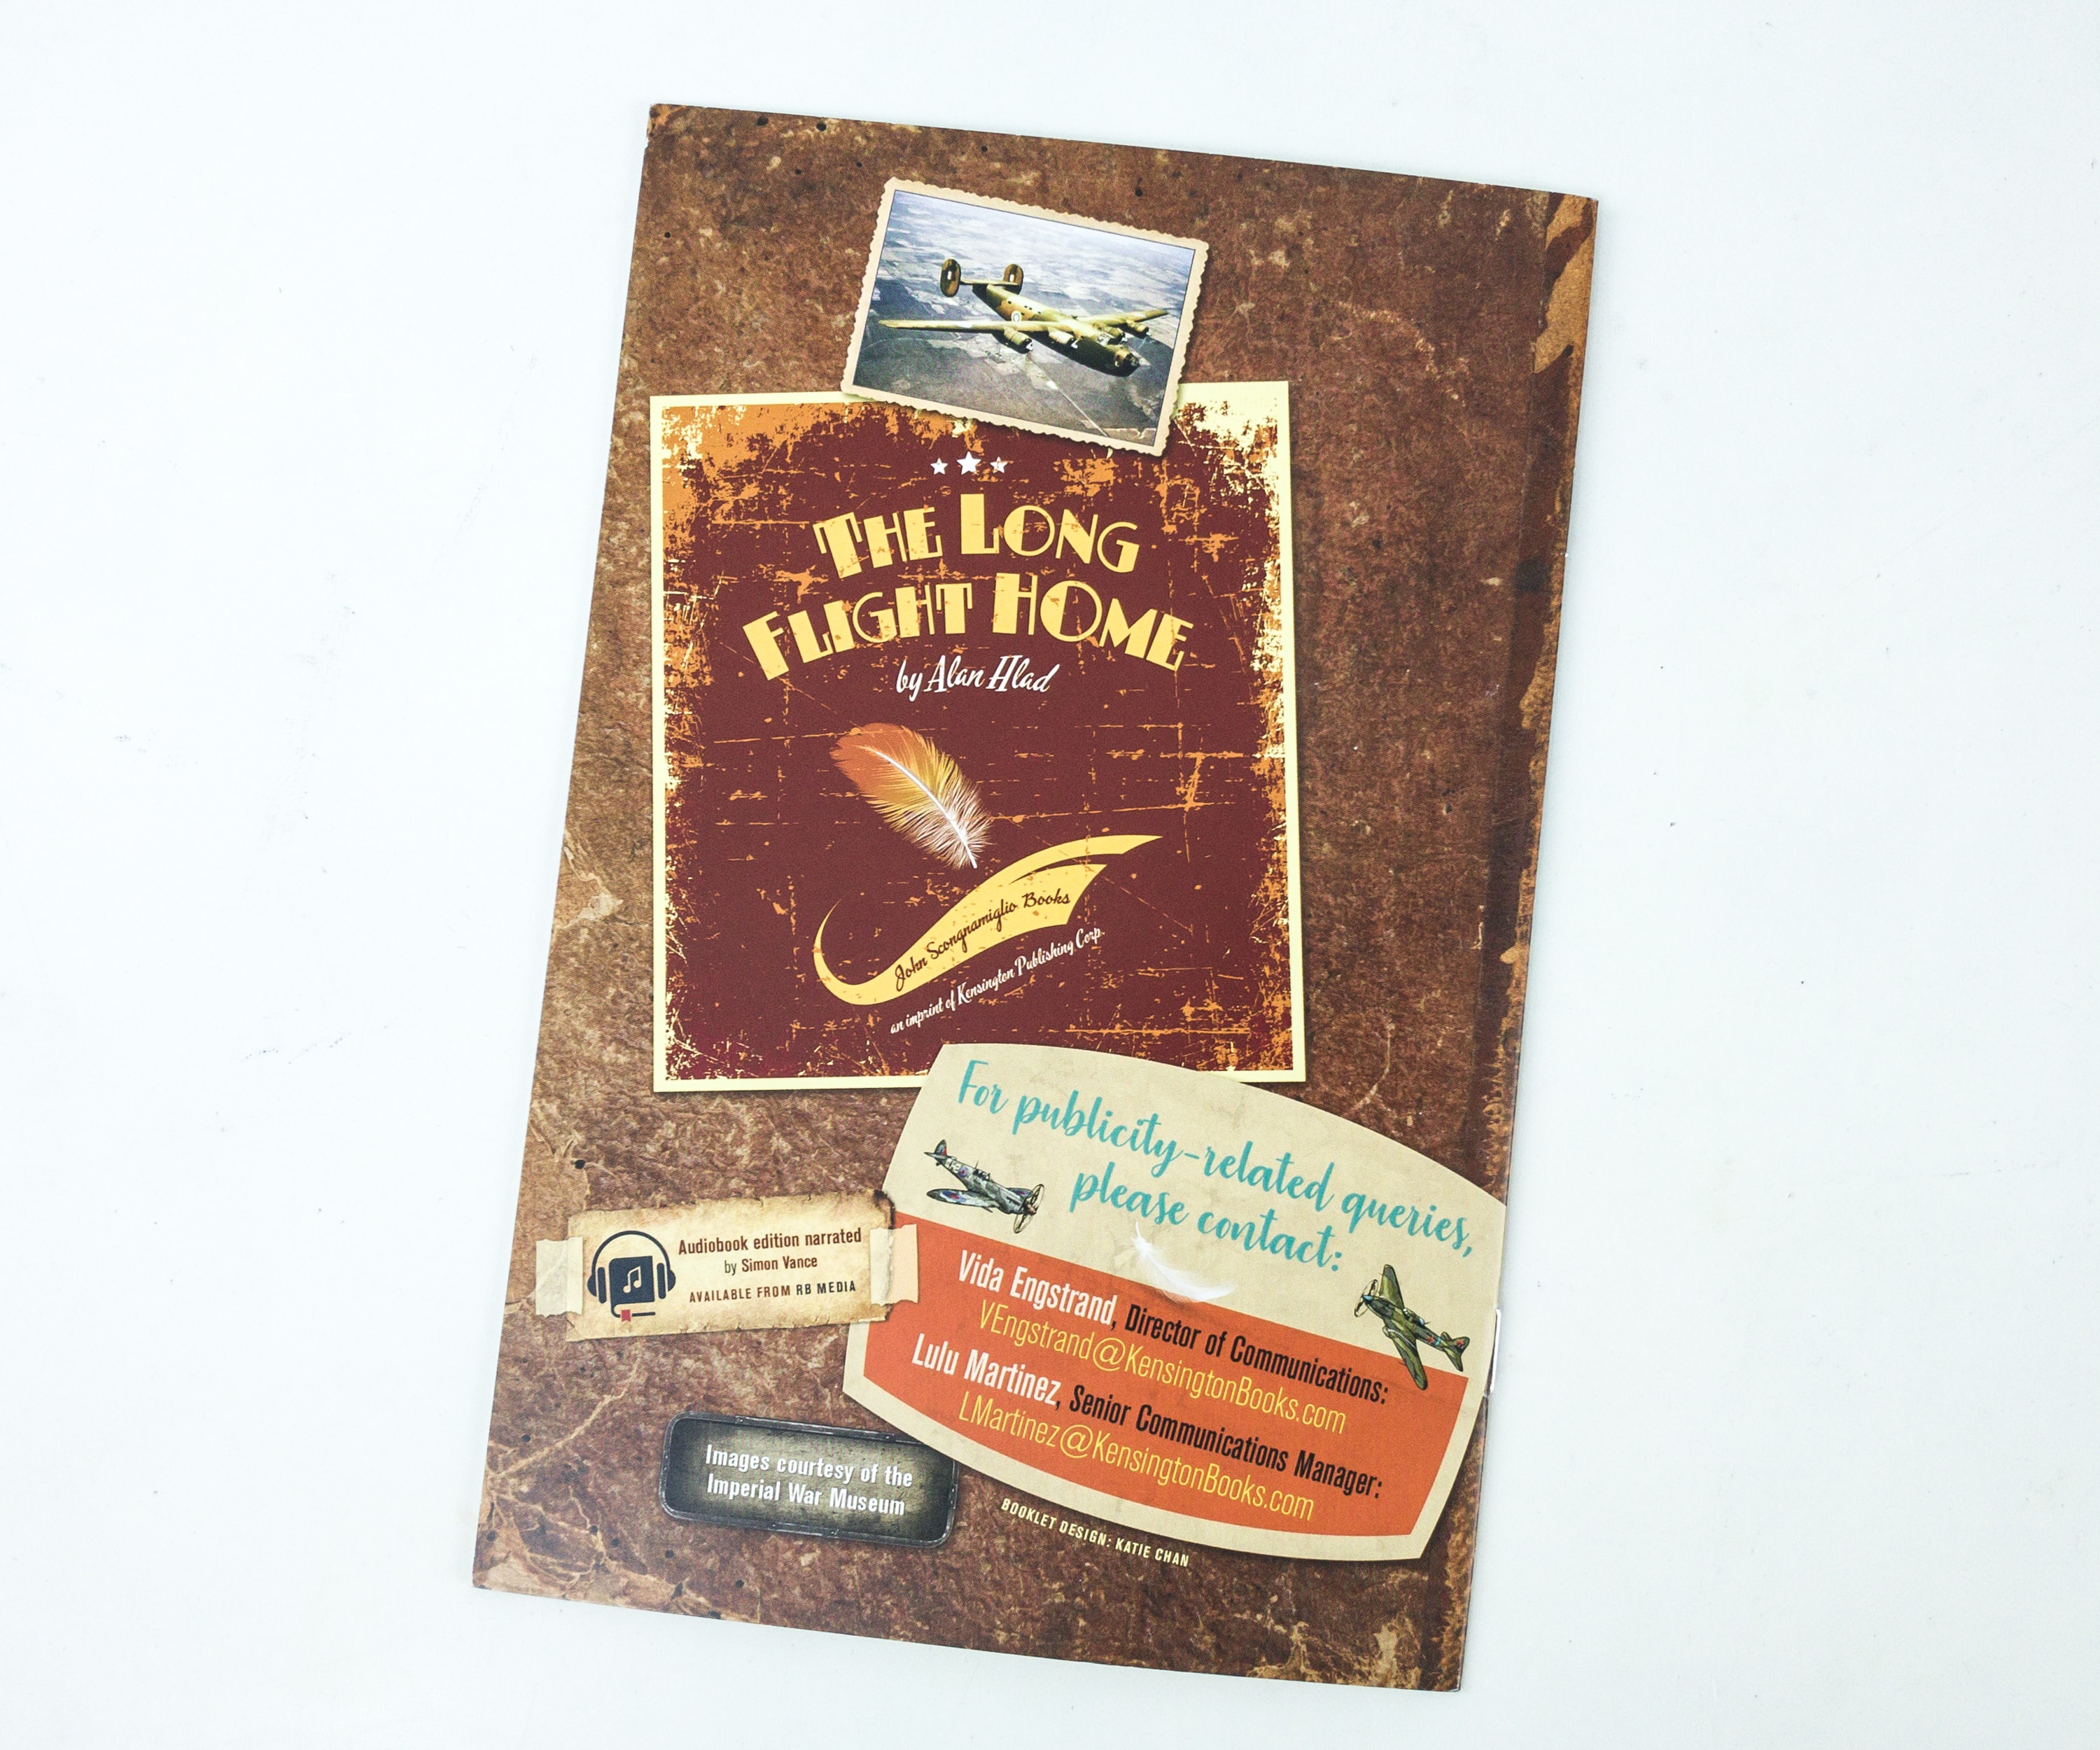 THE LONG
FLIGHT HOME
by Alan Hlad
John Scongnamiglio Books
an imprint of Kensington Publishing Corp.
For publicity-related queries,
please contact:
Vida Engstrand, Director of Communications:
VEngstrand@KensingtonBooks.com
Lulu Martinez, Senior Communications Manager:
LMartinez@KensingtonBooks.com
Audiobook edition narrated
by Simon Vance
AVAILABLE FROM RB MEDIA
Images courtesy of the
Imperial War Museum
BOOKLET DESIGN: KATIE CHAN